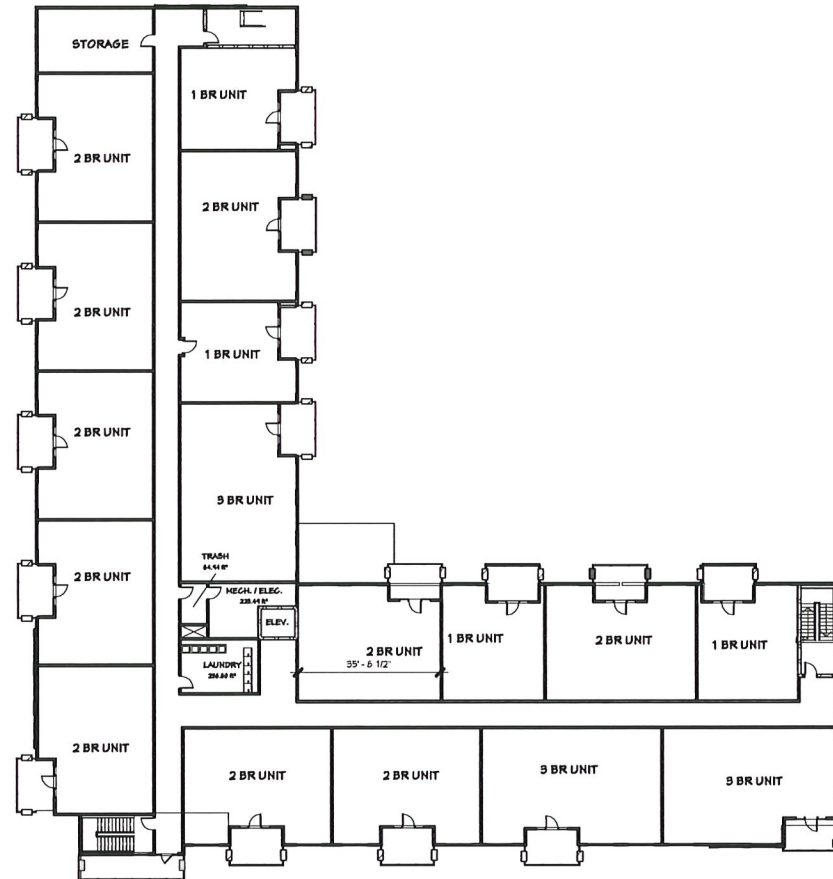 STORAGE
1 BR UNIT
2 BR UNIT
2 BR UNIT
2 BR UNIT
1 BR UNIT
2 BR UNIT
3 BR UNIT
2 BR UNIT
TRASH
MECH. / ELEC.
ELEV.
2 BR UNIT
1 BR UNIT
2 BR UNIT
1 BR UNIT
35' - 8 1/2"
LAUNDRY
2 BR UNIT
2 BR UNIT
2 BR UNIT
3 BR UNIT
3 BR UNIT